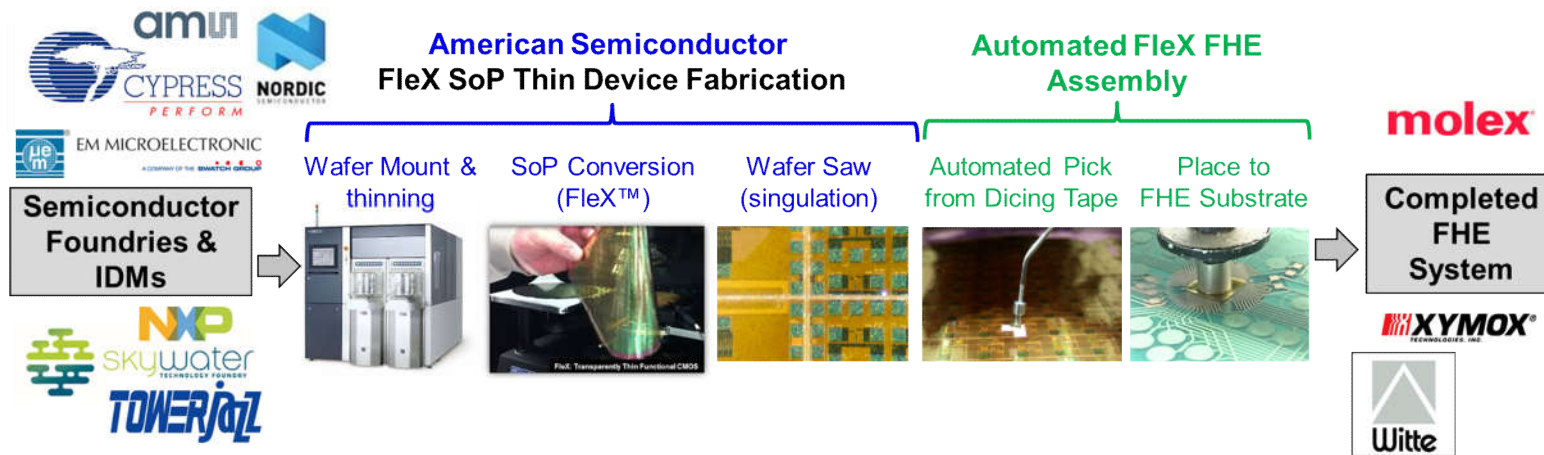 amu
CYPRESS
PERFORM
NORDIC
SEMICONDUCTOR
µe
m
EM MICROELECTRONIC
A COMPANY OF THE SWATCH GROUP
Semiconductor
Foundries &
IDMs
NXP
skywater
TECHNOLOGY FOUNDRY
TOWERJAZZ
American Semiconductor
FleX SoP Thin Device Fabrication
Wafer Mount &
thinning
SoP Conversion
(FleX™)
Wafer Saw
(singulation)
FleX: Transparently Thin Functional CMOS
Automated FleX FHE
Assembly
Automated Pick
from Dicing Tape
Place to
FHE Substrate
molex
Completed
FHE
System
XYMOX®
TECHNOLOGIES, INC.
Witte